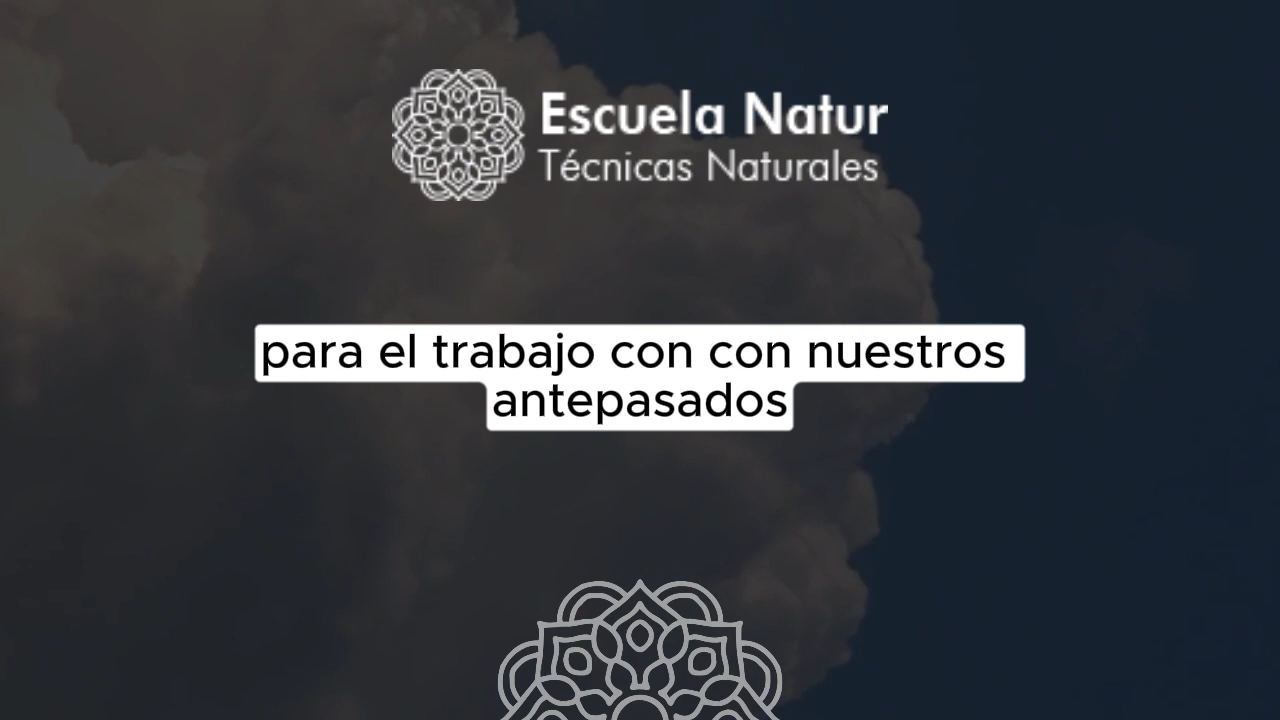 Escuela Natur
Técnicas Naturales
para el trabajo con con nuestros
antepasados